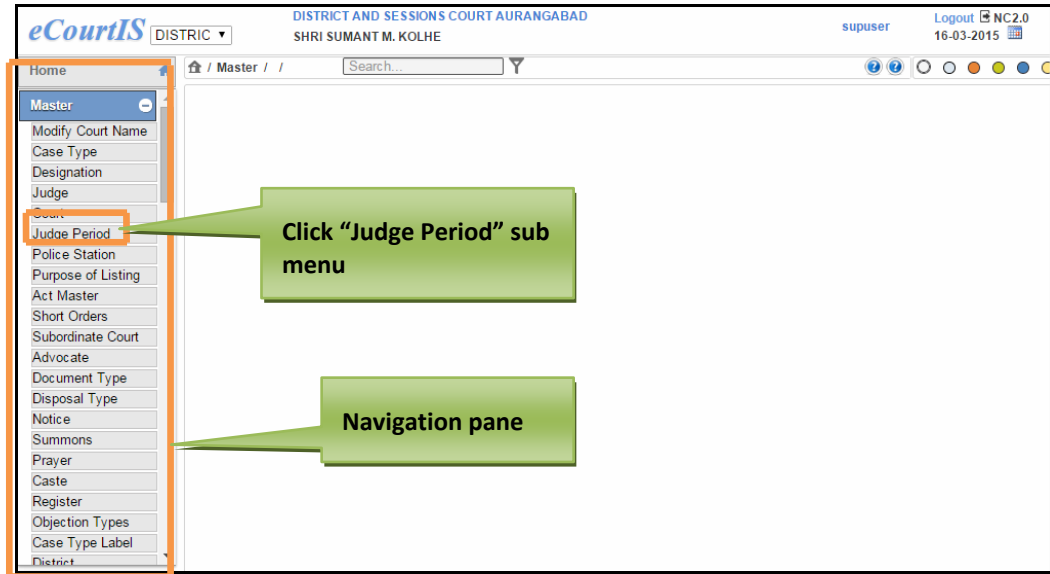 eCourtIS DISTRIC
DISTRICT AND SESSIONS COURT AURANGABAD
SHRI SUMANT M. KOLHE
supuser
Logout NC2.0
16-03-2015
Home
/ Master / / Search...
Master
Modify Court Name
Case Type
Designation
Judge
Court
Judge Period
Police Station
Purpose of Listing
Act Master
Short Orders
Subordinate Court
Advocate
Document Type
Disposal Type
Notice
Summons
Prayer
Caste
Register
Objection Types
Case Type Label
District
Click “Judge Period” sub
menu
Navigation pane